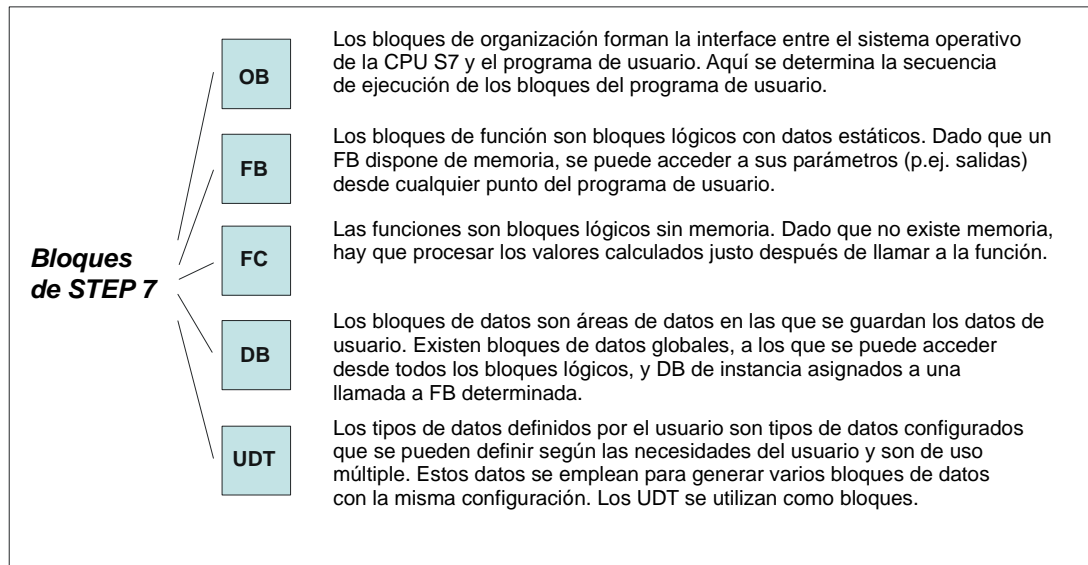 Bloques
de STEP 7
OB
Los bloques de organización forman la interface entre el sistema operativo
de la CPU S7 y el programa de usuario. Aquí se determina la secuencia
de ejecución de los bloques del programa de usuario.
FB
Los bloques de función son bloques lógicos con datos estáticos. Dado que un
FB dispone de memoria, se puede acceder a sus parámetros (p.ej. salidas)
desde cualquier punto del programa de usuario.
FC
Las funciones son bloques lógicos sin memoria. Dado que no existe memoria,
hay que procesar los valores calculados justo después de llamar a la función.
DB
Los bloques de datos son áreas de datos en las que se guardan los datos de
usuario. Existen bloques de datos globales, a los que se puede acceder
desde todos los bloques lógicos, y DB de instancia asignados a una
llamada a FB determinada.
UDT
Los tipos de datos definidos por el usuario son tipos de datos configurados
que se pueden definir según las necesidades del usuario y son de uso
múltiple. Estos datos se emplean para generar varios bloques de datos
con la misma configuración. Los UDT se utilizan como bloques.